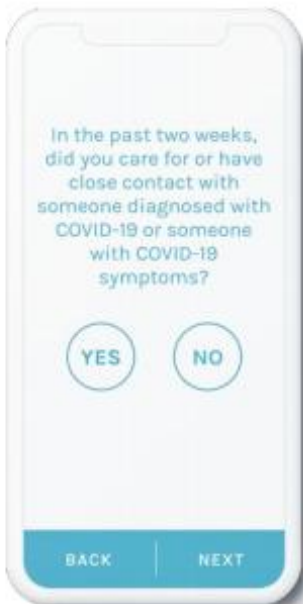 In the past two weeks,
did you care for or have
close contact with
someone diagnosed with
COVID-19 or someone
with COVID-19
symptoms?
YES NO
BACK NEXT